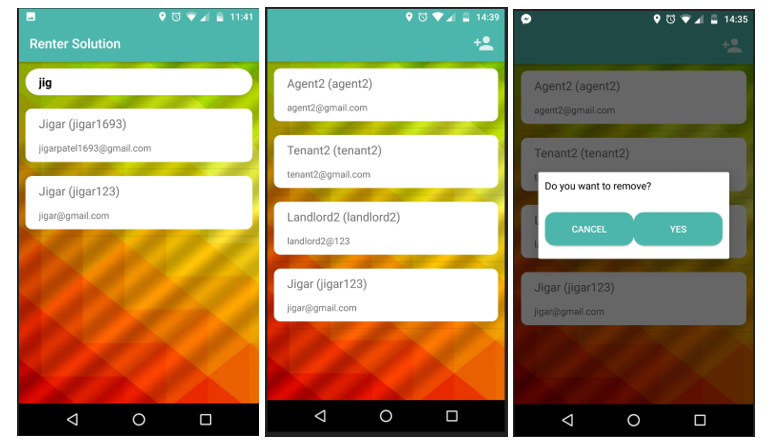 11:41
Renter Solution
jig
Jigar (jigar1693)
jigarpatel1693@gmail.com
Jigar (jigar123)
jigar@gmail.com
14:39
Agent2 (agent2)
agent2@gmail.com
Tenant2 (tenant2)
tenant2@gmail.com
Landlord2 (landlord2)
landlord2@123
Jigar (jigar123)
jigar@gmail.com
14:35
Agent2 (agent2)
agent2@gmail.com
Tenant2 (tenant2)
Do you want to remove?
CANCEL YES
Jigar (jigar123)
jigar@gmail.com